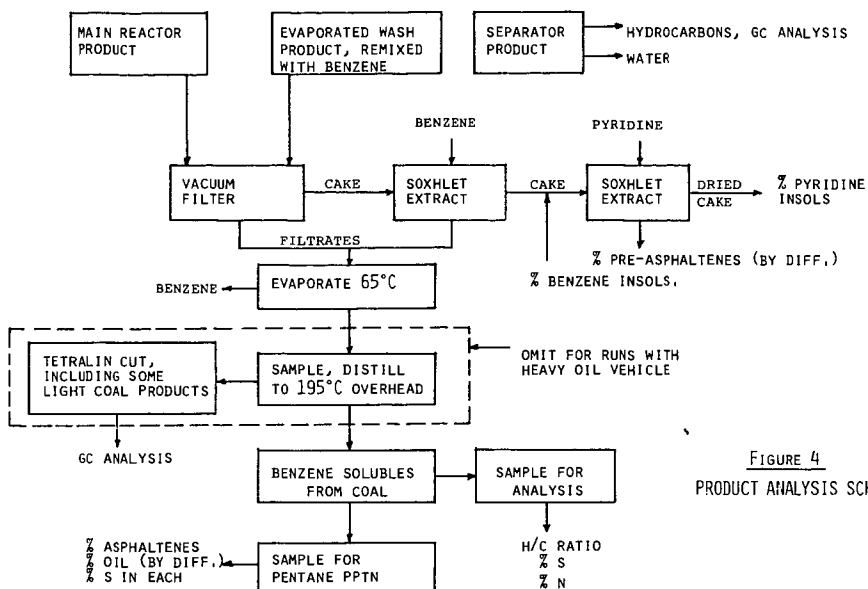 MAIN REACTOR
PRODUCT
EVAPORATED WASH
PRODUCT, REMIXED
WITH BENZENE
SEPARATOR
PRODUCT
HYDROCARBONS, GC ANALYSIS
WATER
BENZENE
PYRIDINE
VACUUM
FILTER
CAKE
SOXHLET
EXTRACT
CAKE
SOXHLET
EXTRACT
DRIED
CAKE
% PYRIDINE
INSOLS
FILTRATES
% PRE-ASPHALTENES (BY DIFF.)
% BENZENE INSOLS.
BENZENE
EVAPORATE 65°C
TETRALIN CUT,
INCLUDING SOME
LIGHT COAL PRODUCTS
SAMPLE, DISTILL
TO 195°C OVERHEAD
OMIT FOR RUNS WITH
HEAVY OIL VEHICLE
GC ANALYSIS
BENZENE SOLUBLES
FROM COAL
SAMPLE FOR
ANALYSIS
FIGURE 4
PRODUCT ANALYSIS SCH
% ASPHALTENES
% OIL (BY DIFF.)
% S IN EACH
SAMPLE FOR
PENTANE PPTN
H/C RATIO
% S
% N